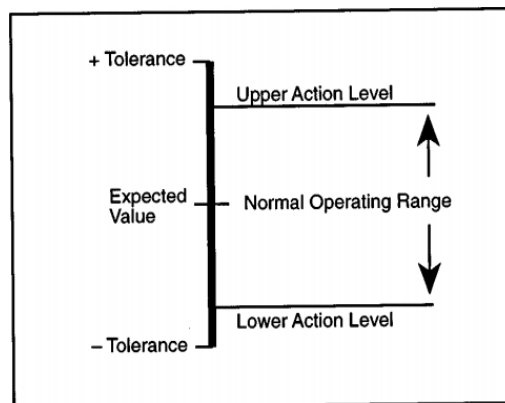 + Tolerance
Upper Action Level
Expected
Value
Normal Operating Range
Lower Action Level
– Tolerance